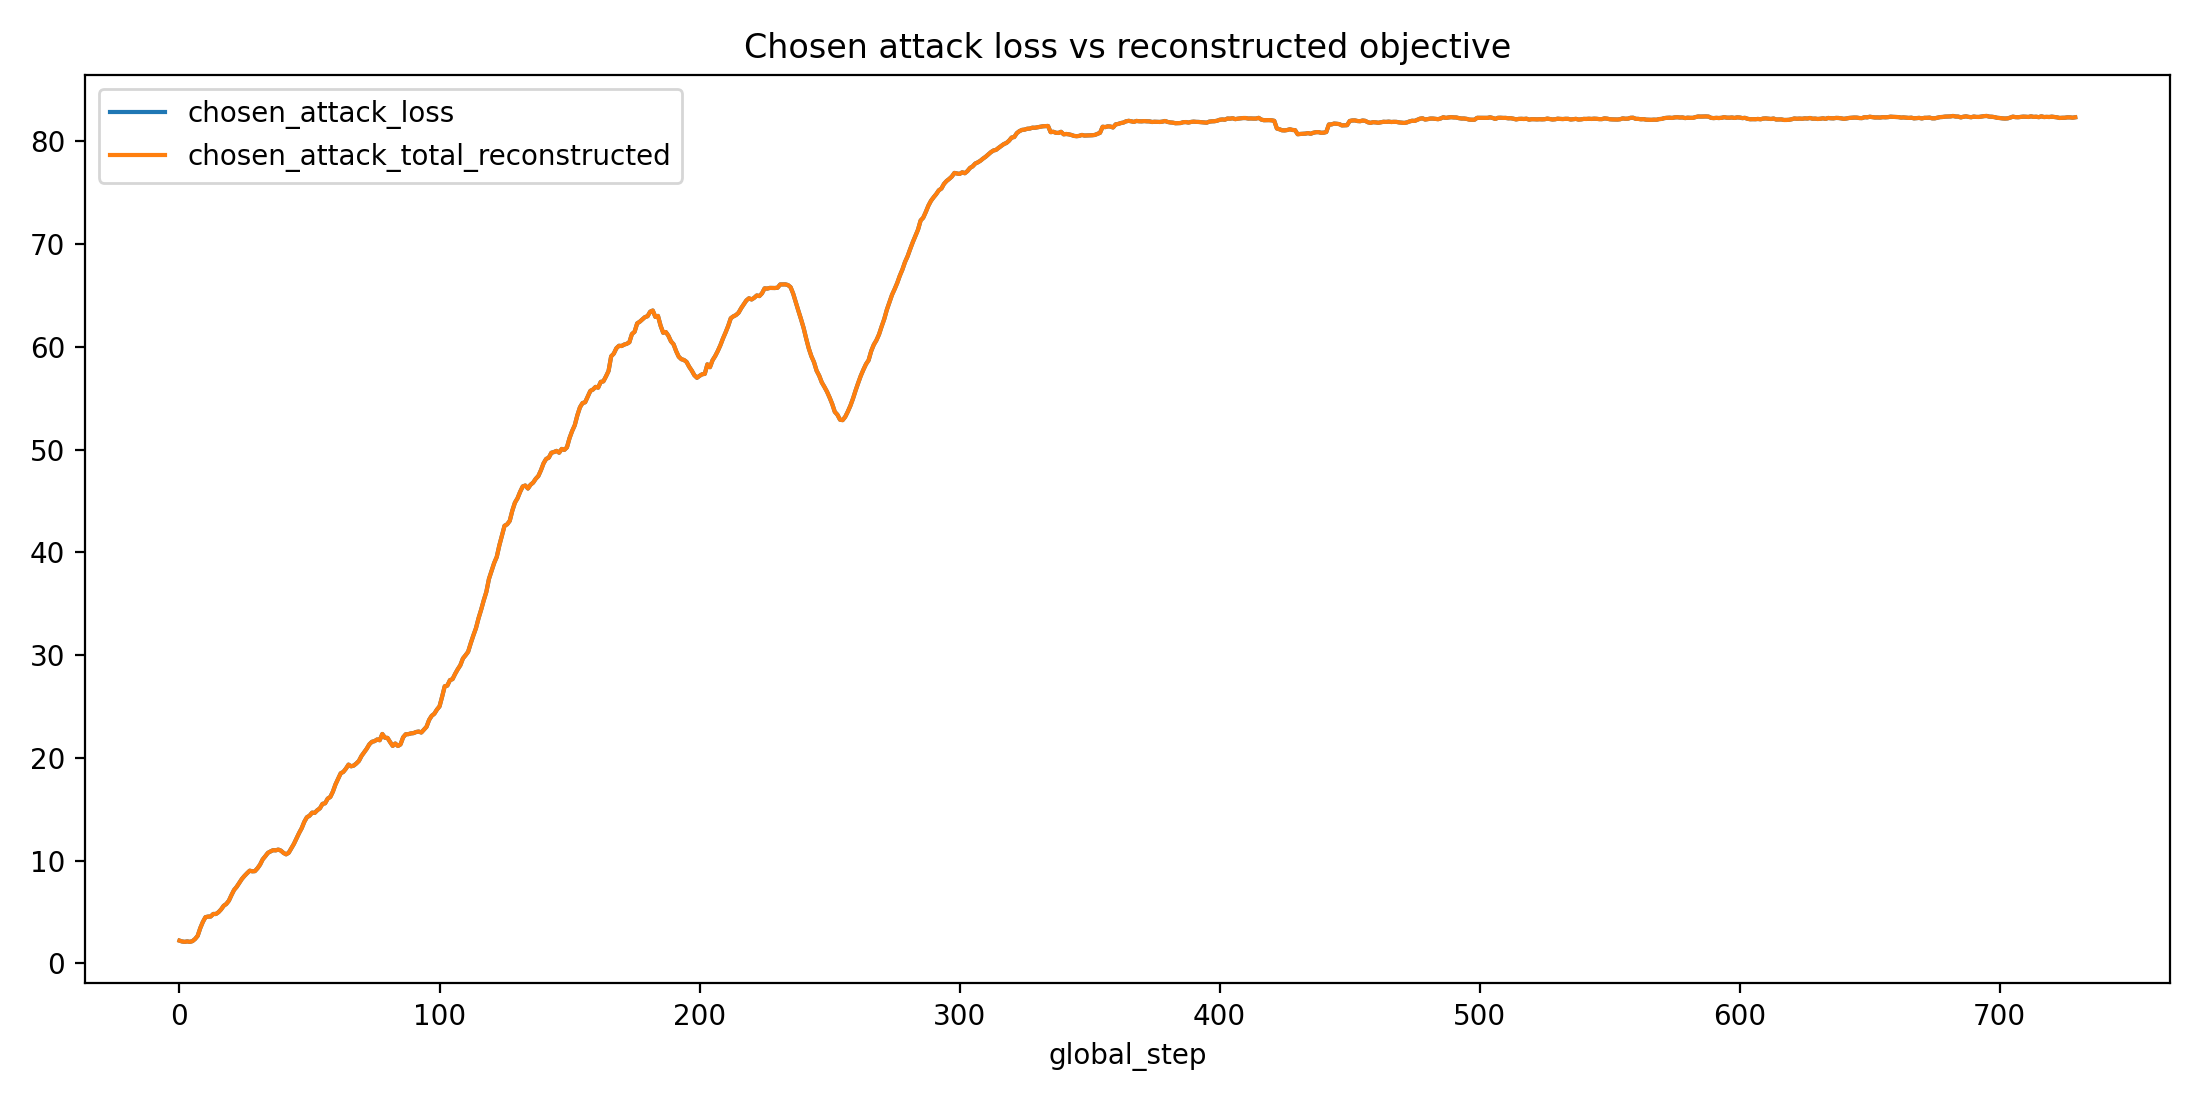 Chosen attack loss vs reconstructed objective
chosen_attack_loss
chosen_attack_total_reconstructed
80
70
60
50
40
30
20
10
0
0 100 200 300 400 500 600 700
global_step